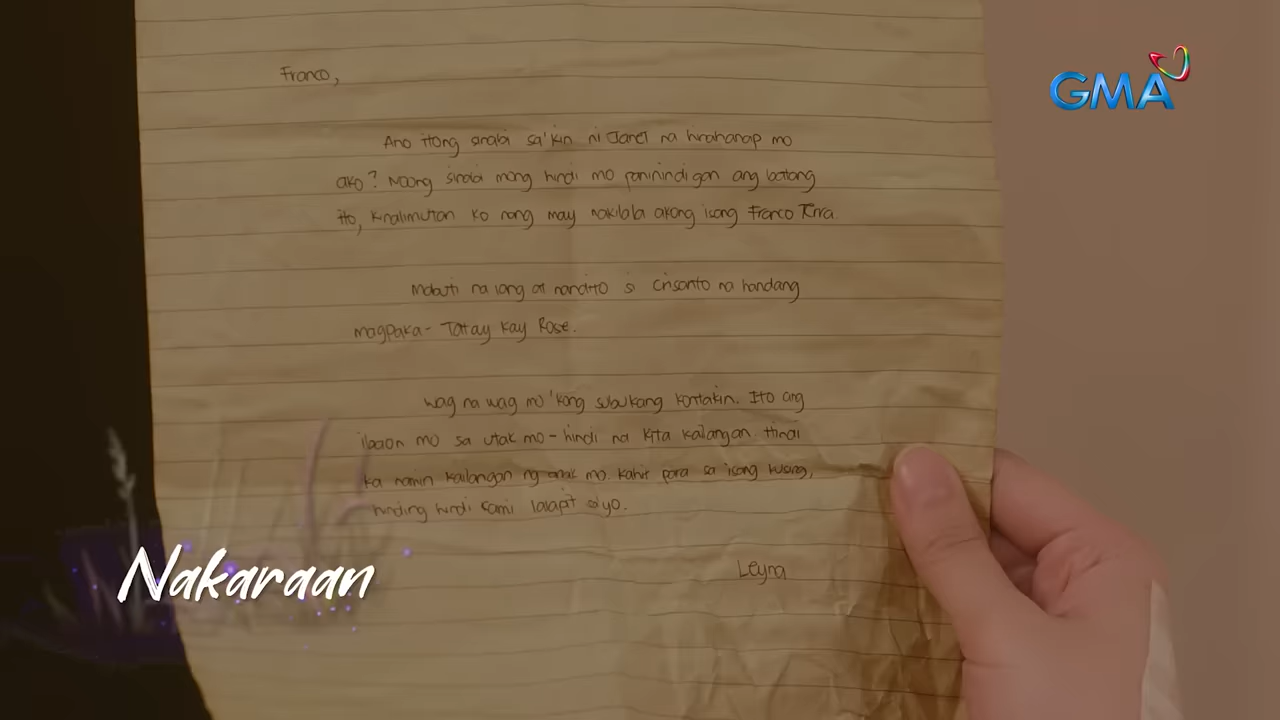 GMA
Franco,
Ano itong sinabi sa'kin ni Janet na hinahanap mo
ako? Noong sinabi mong hindi mo paninindigan ang batang
ito, kinalimutan ko nang may nakilala akong isang Franco
Mabuti na lang at nandito si Crisanto na handang
magpaka-Tatay kay Rose.
wag na wag mo 'kong subukang kontakin. Ito ang
ibaon mo sa utak mo - hindi na kita kailangan. Hindi
ka namin kailangan ng anak mo. Kahit para sa isang kusing,
hinding hindi kami lalapit sa'yo.
Leyna
Nakaraan